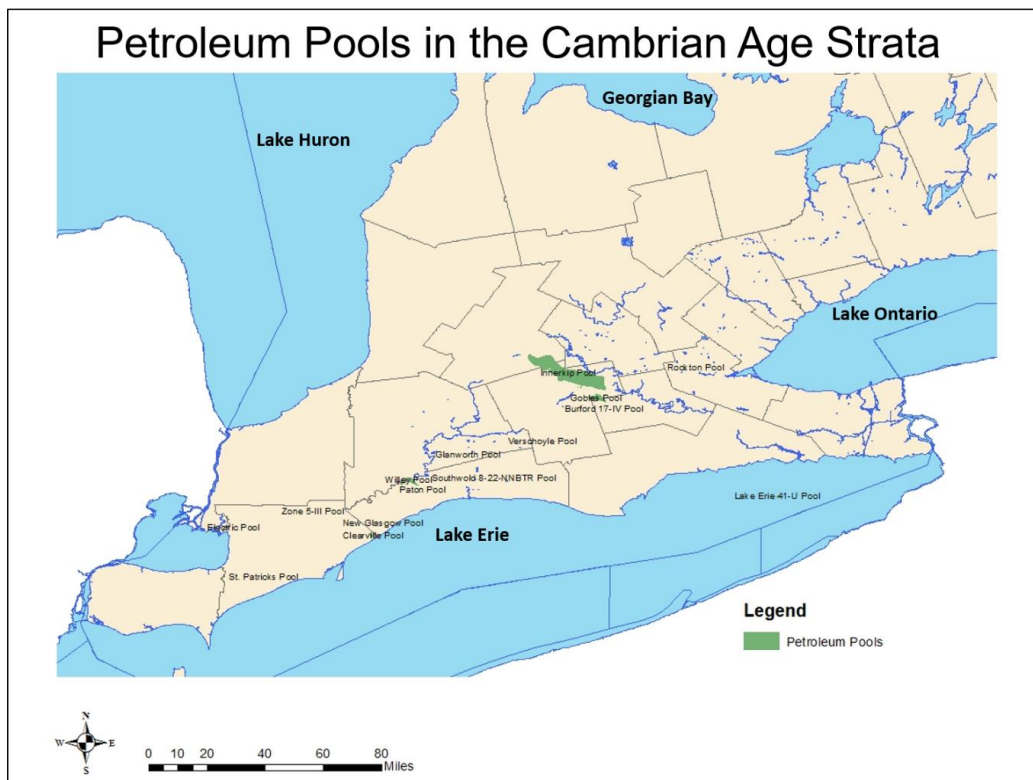 Petroleum Pools in the Cambrian Age Strata
Georgian Bay
Lake Huron
Lake Ontario
Rockton Pool
Innerkip Pool
Gobles Pool
'Burford 17-IV Pool
Verschoyle Pool
Glanworth Pool
Willey Pool
Southwold 8-22-NNBTR Pool
Paton Pool
Lake Erie 41-U Pool
Zone 5-III Pool
New Glasgow Pool
Electric Pool
Clearville Pool
Lake Erie
St. Patricks Pool
Legend
Petroleum Pools
N
W E
S
0 10 20 40 60 80
Miles